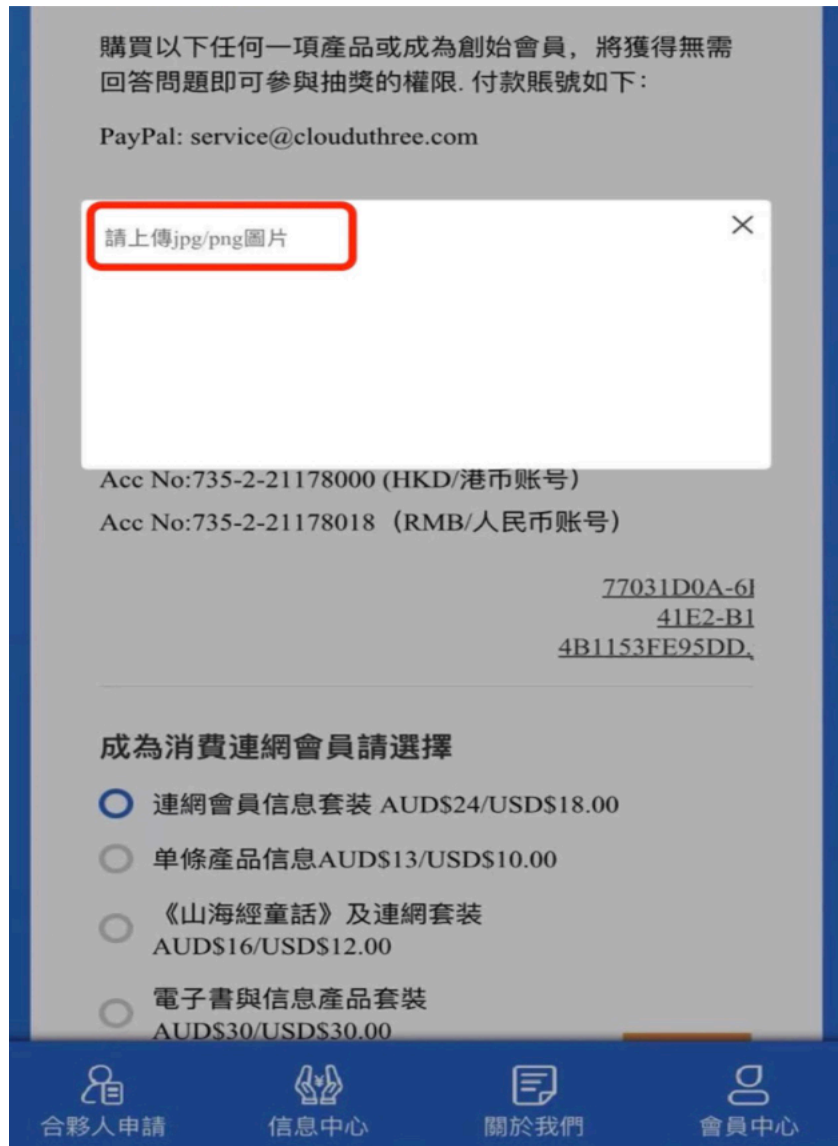 購買以下任何一項產品或成為創始會員，將獲得無需
回答問題即可參與抽獎的權限. 付款賬號如下：
PayPal: service@clouduthree.com
請上傳jpg/png圖片
Acc No:735-2-21178000 (HKD/港币账号)
Acc No:735-2-21178018（RMB/人民币账号）
77031D0A-6
41E2-B1
4B1153FE95DD.
成為消費連網會員請選擇
連網會員信息套装 AUD$24/USD$18.00
单條產品信息AUD$13/USD$10.00
《山海經童話》及連網套装
AUD$16/USD$12.00
電子書與信息產品套裝
AUD$30/USD$30.00
合夥人申請 信息中心 關於我們 會員中心